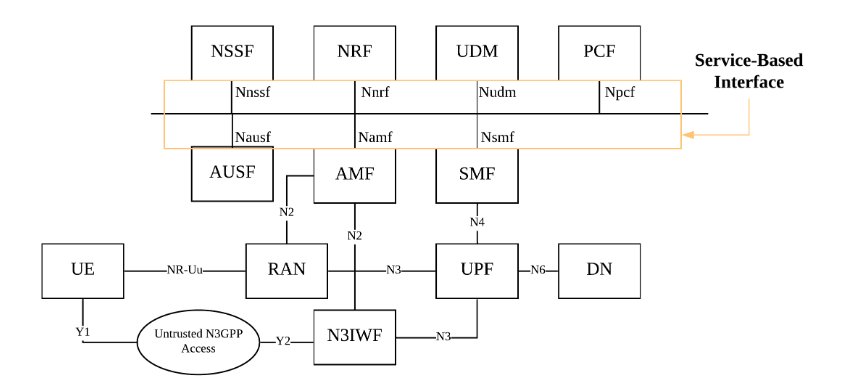 NSSF
NRF
UDM
PCF
Service-Based
Interface
Nnssf
Nnrf
Nudm
Npcf
Nausf
Namf
Nsmf
AUSF
AMF
SMF
N2
N2
N4
UE
NR-Uu
RAN
N3
UPF
N6
DN
Y1
Untrusted N3GPP
Access
Y2
N3IWF
N3